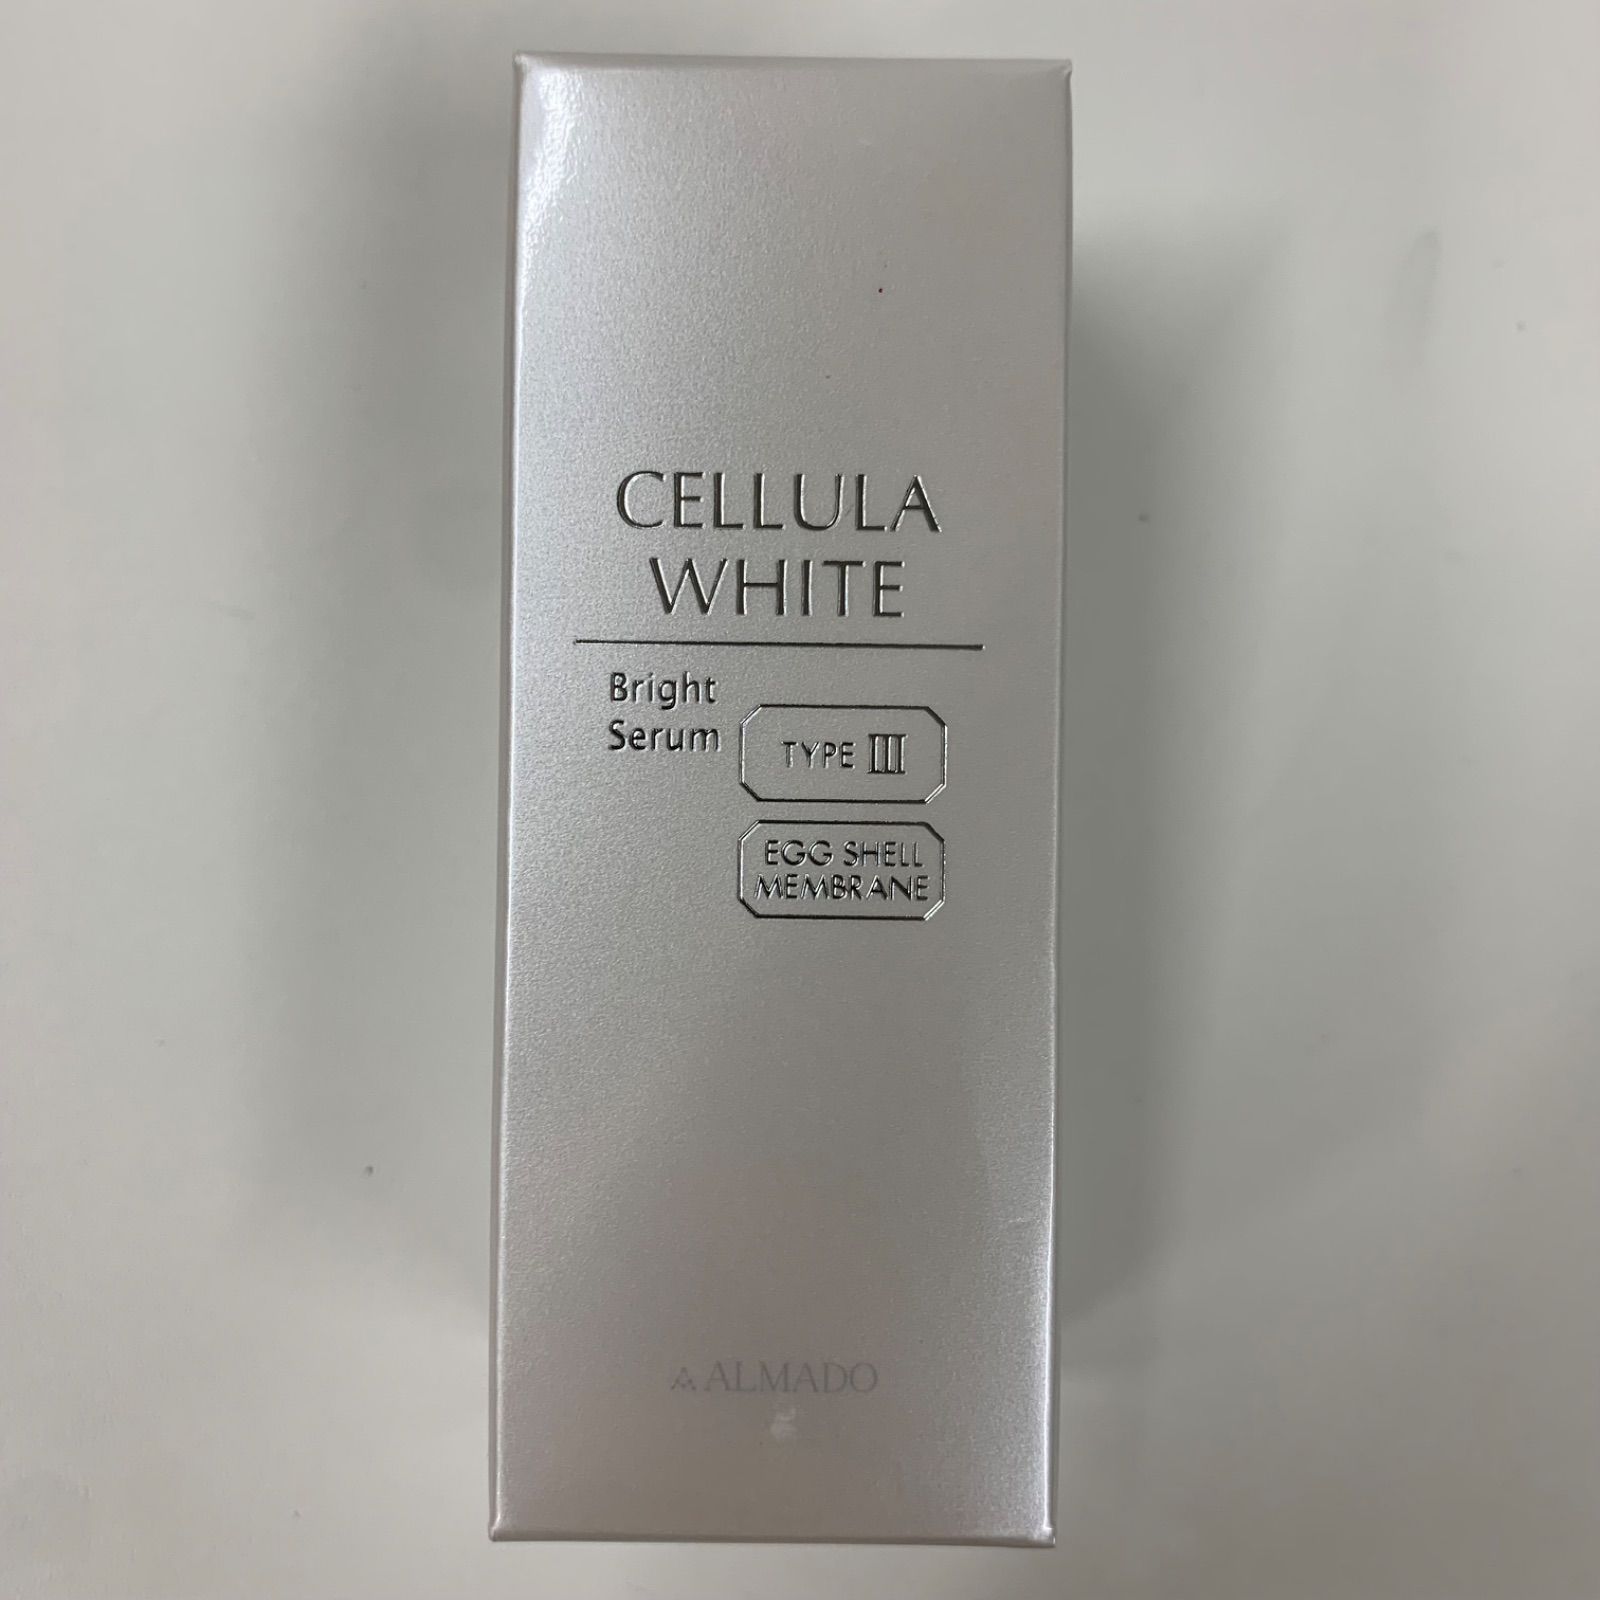 CELLULA
WHITE
Bright
Serum
TYPE III
EGG SHELL
MEMBRANE
ALMADO